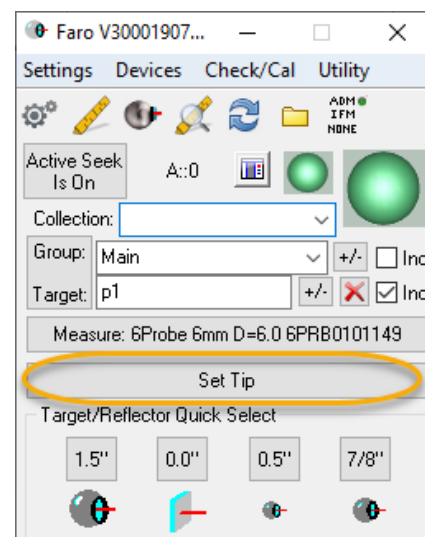 Faro V30001907...
Settings Devices Check/Cal Utility
ADM
IFM
NONE
Active Seek
Is On
A::0
Collection:
Group: Main +/- Inc
Target: p1 +/- Inc
Measure: 6Probe 6mm D=6.0 6PRB0101149
Set Tip
Target/Reflector Quick Select
1.5" 0.0" 0.5" 7/8"